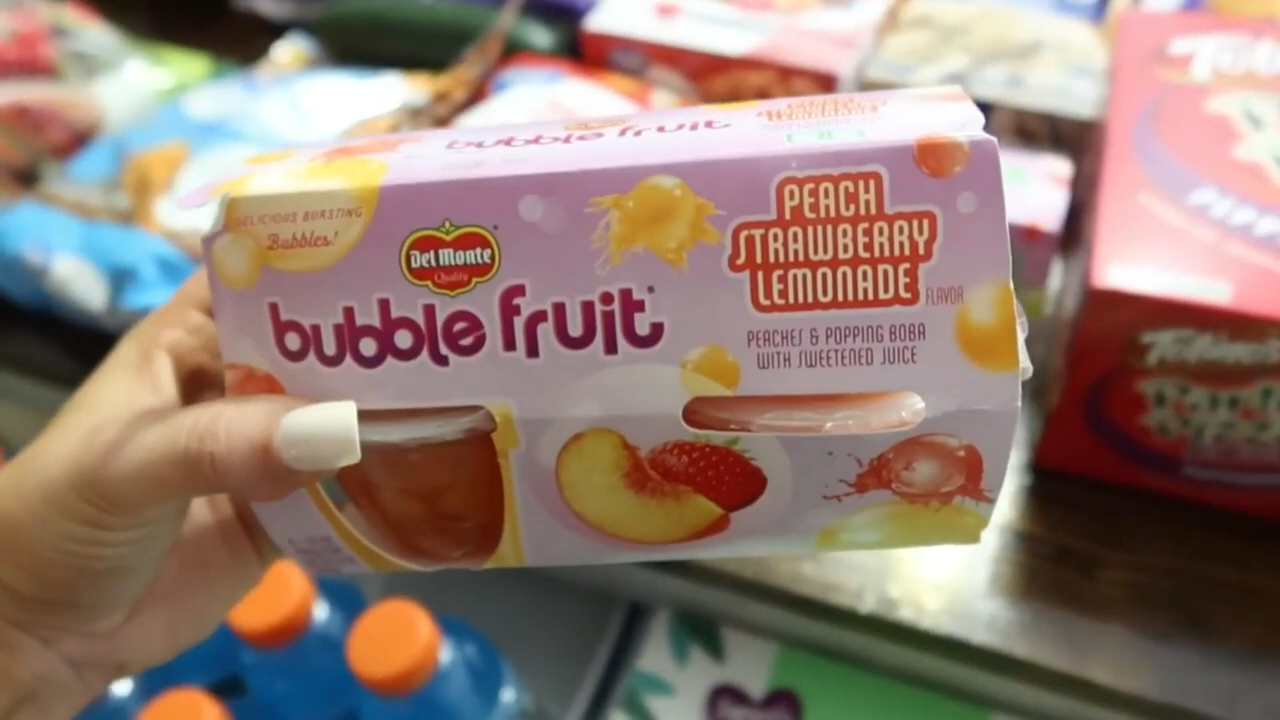 bubble fruit
DELICIOUS BURSTING
Bubbles!
Del Monte
Quality
bubble fruit
PEACH
STRAWBERRY
LEMONADE
FLAVOR
PEACHES & POPPING BOBA
WITH SWEETENED JUICE